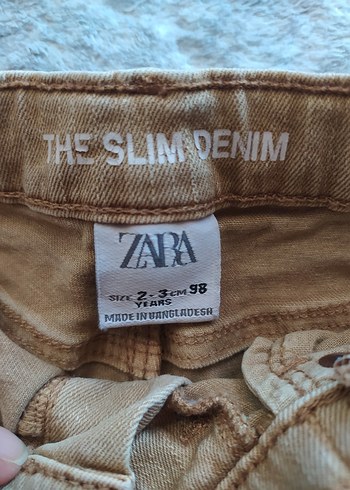 THE SLIM DENIM
ZARA
SIZE 2-3 CM 98
YEARS
MADE IN BANGLADESH